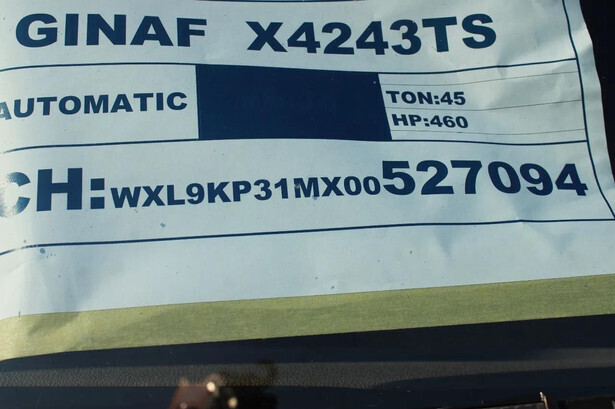 GINAF X4243TS
AUTOMATIC
TON:45
HP:460
CH:WXL9KP31MX00527094